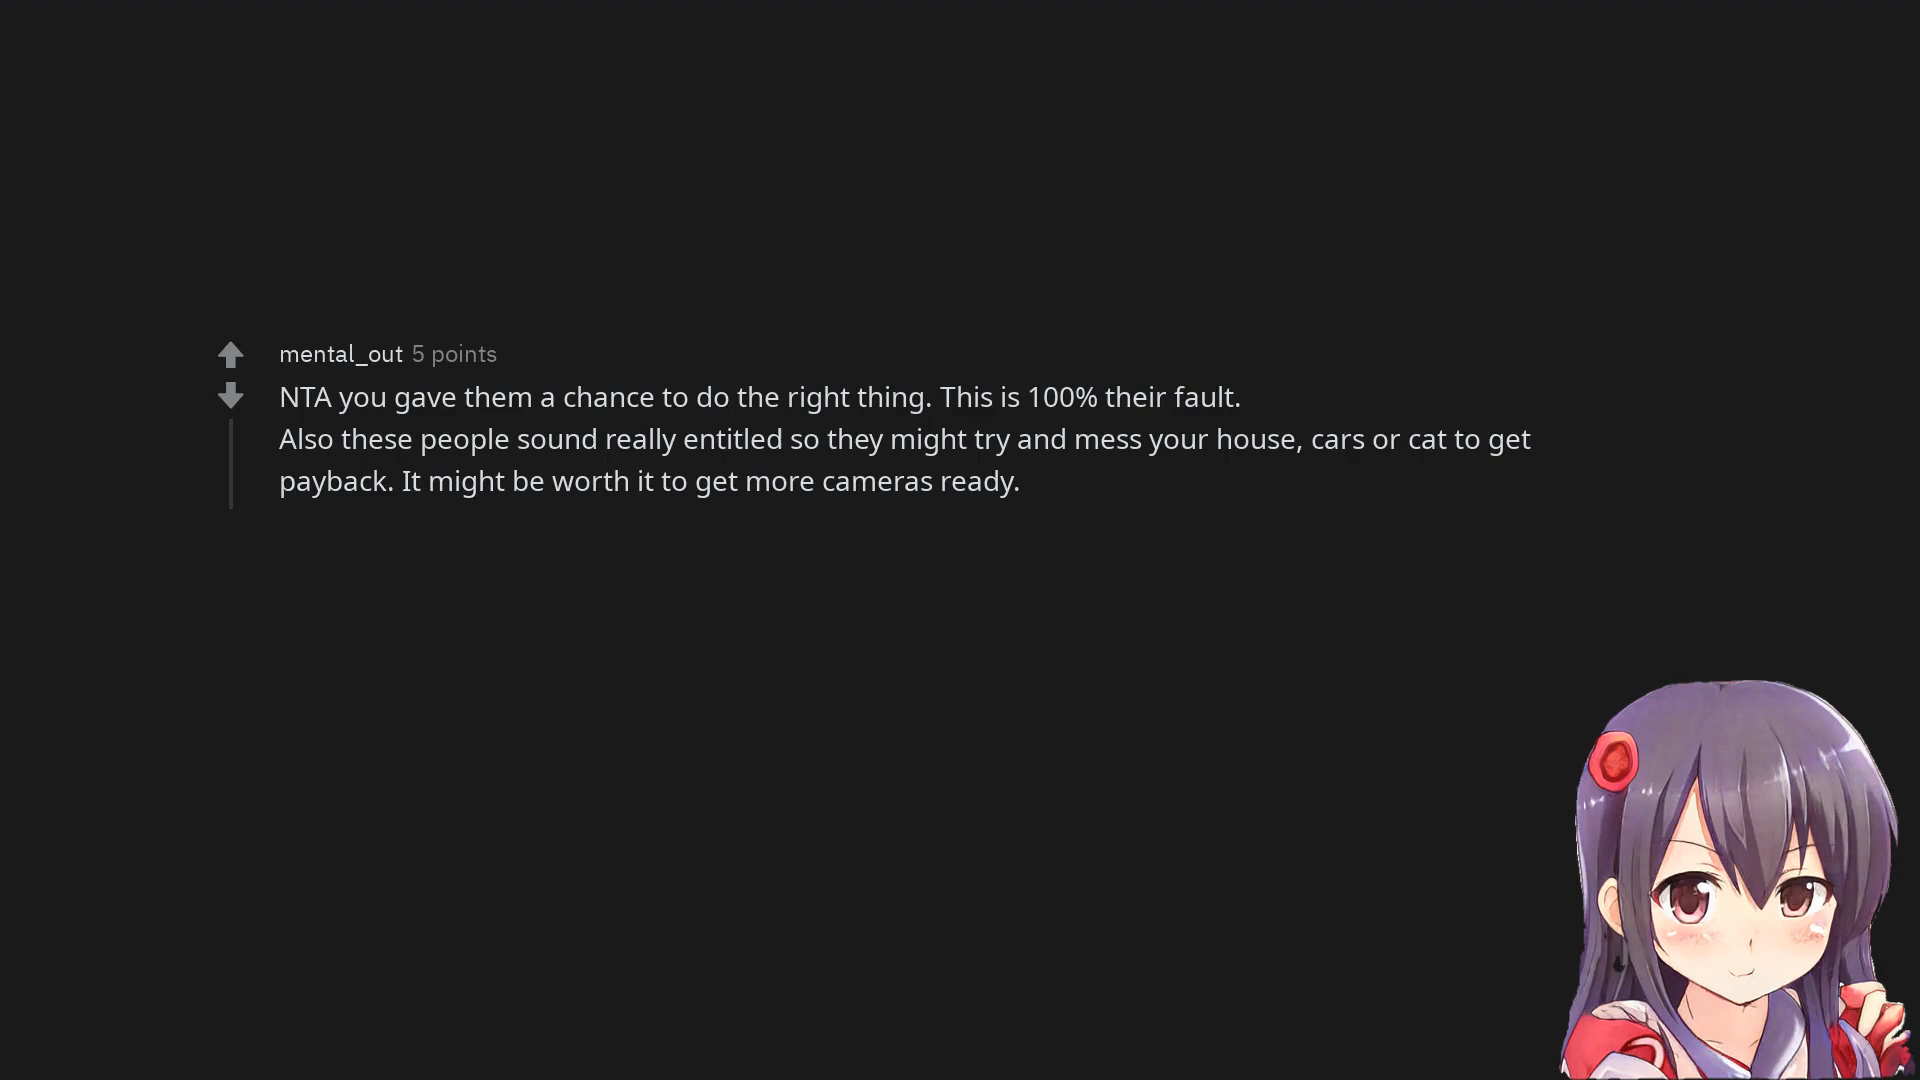 mental_out 5 points
NTA you gave them a chance to do the right thing. This is 100% their fault.
Also these people sound really entitled so they might try and mess your house, cars or cat to get
payback. It might be worth it to get more cameras ready.